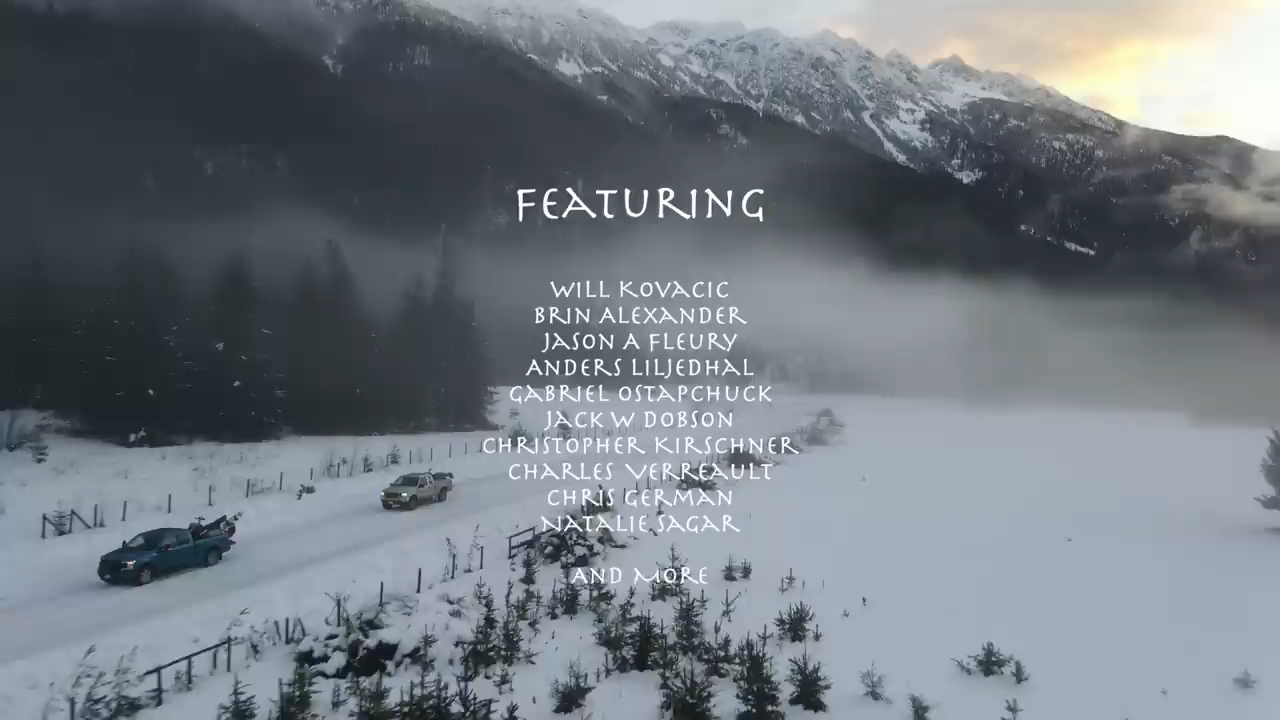 FEATURING
WILL KOVACIC
BRIN ALEXANDER
JASON A FLEURY
ANDERS LILJEDHAL
GABRIEL OSTAPCHUCK
JACK W DOBSON
CHRISTOPHER KIRSCHNER
CHARLES VERREAULT
CHRIS GERMAN
NATALIE SAGAR
AND MORE